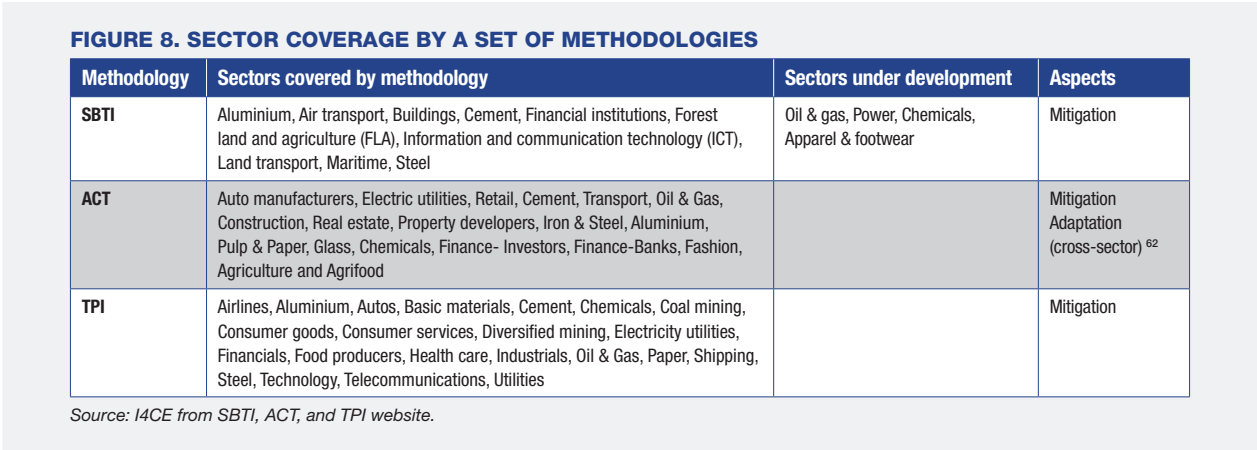 FIGURE 8. SECTOR COVERAGE BY A SET OF METHODOLOGIES
Methodology Sectors covered by methodology Sectors under development Aspects
SBTI Aluminium, Air transport, Buildings, Cement, Financial institutions, Forest Oil & gas, Power, Chemicals, Mitigation
land and agriculture (FLA), Information and communication technology (ICT), Apparel & footwear
Land transport, Maritime, Steel
ACT Auto manufacturers, Electric utilities, Retail, Cement, Transport, Oil & Gas, Mitigation
Construction, Real estate, Property developers, Iron & Steel, Aluminium, Adaptation
Pulp & Paper, Glass, Chemicals, Finance- Investors, Finance-Banks, Fashion, (cross-sector) 62
Agriculture and Agrifood
TPI Airlines, Aluminium, Autos, Basic materials, Cement, Chemicals, Coal mining, Mitigation
Consumer goods, Consumer services, Diversified mining, Electricity utilities,
Financials, Food producers, Health care, Industrials, Oil & Gas, Paper, Shipping,
Steel, Technology, Telecommunications, Utilities
Source: I4CE from SBTI, ACT, and TPI website.